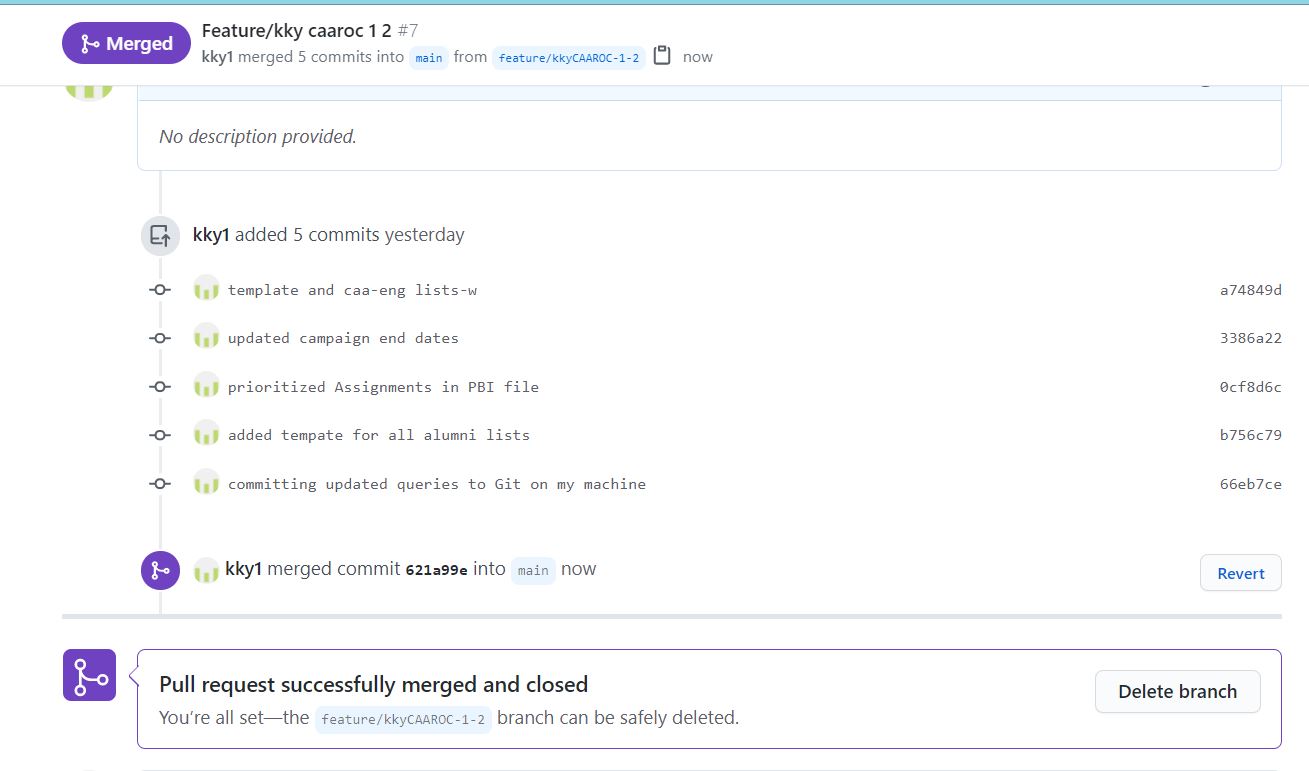 Merged
Feature/kky caaroc 1 2 #7
kky1 merged 5 commits into main from feature/kkyCAAROC-1-2 now
No description provided.
kky1 added 5 commits yesterday
template and caa-eng lists-w a74849d
updated campaign end dates 3386a22
prioritized Assignments in PBI file 0cf8d6c
added tempate for all alumni lists b756c79
committing updated queries to Git on my machine 66eb7ce
kky1 merged commit 621a99e into main now
Revert
Pull request successfully merged and closed
You're all set—the feature/kkyCAAROC-1-2 branch can be safely deleted.
Delete branch